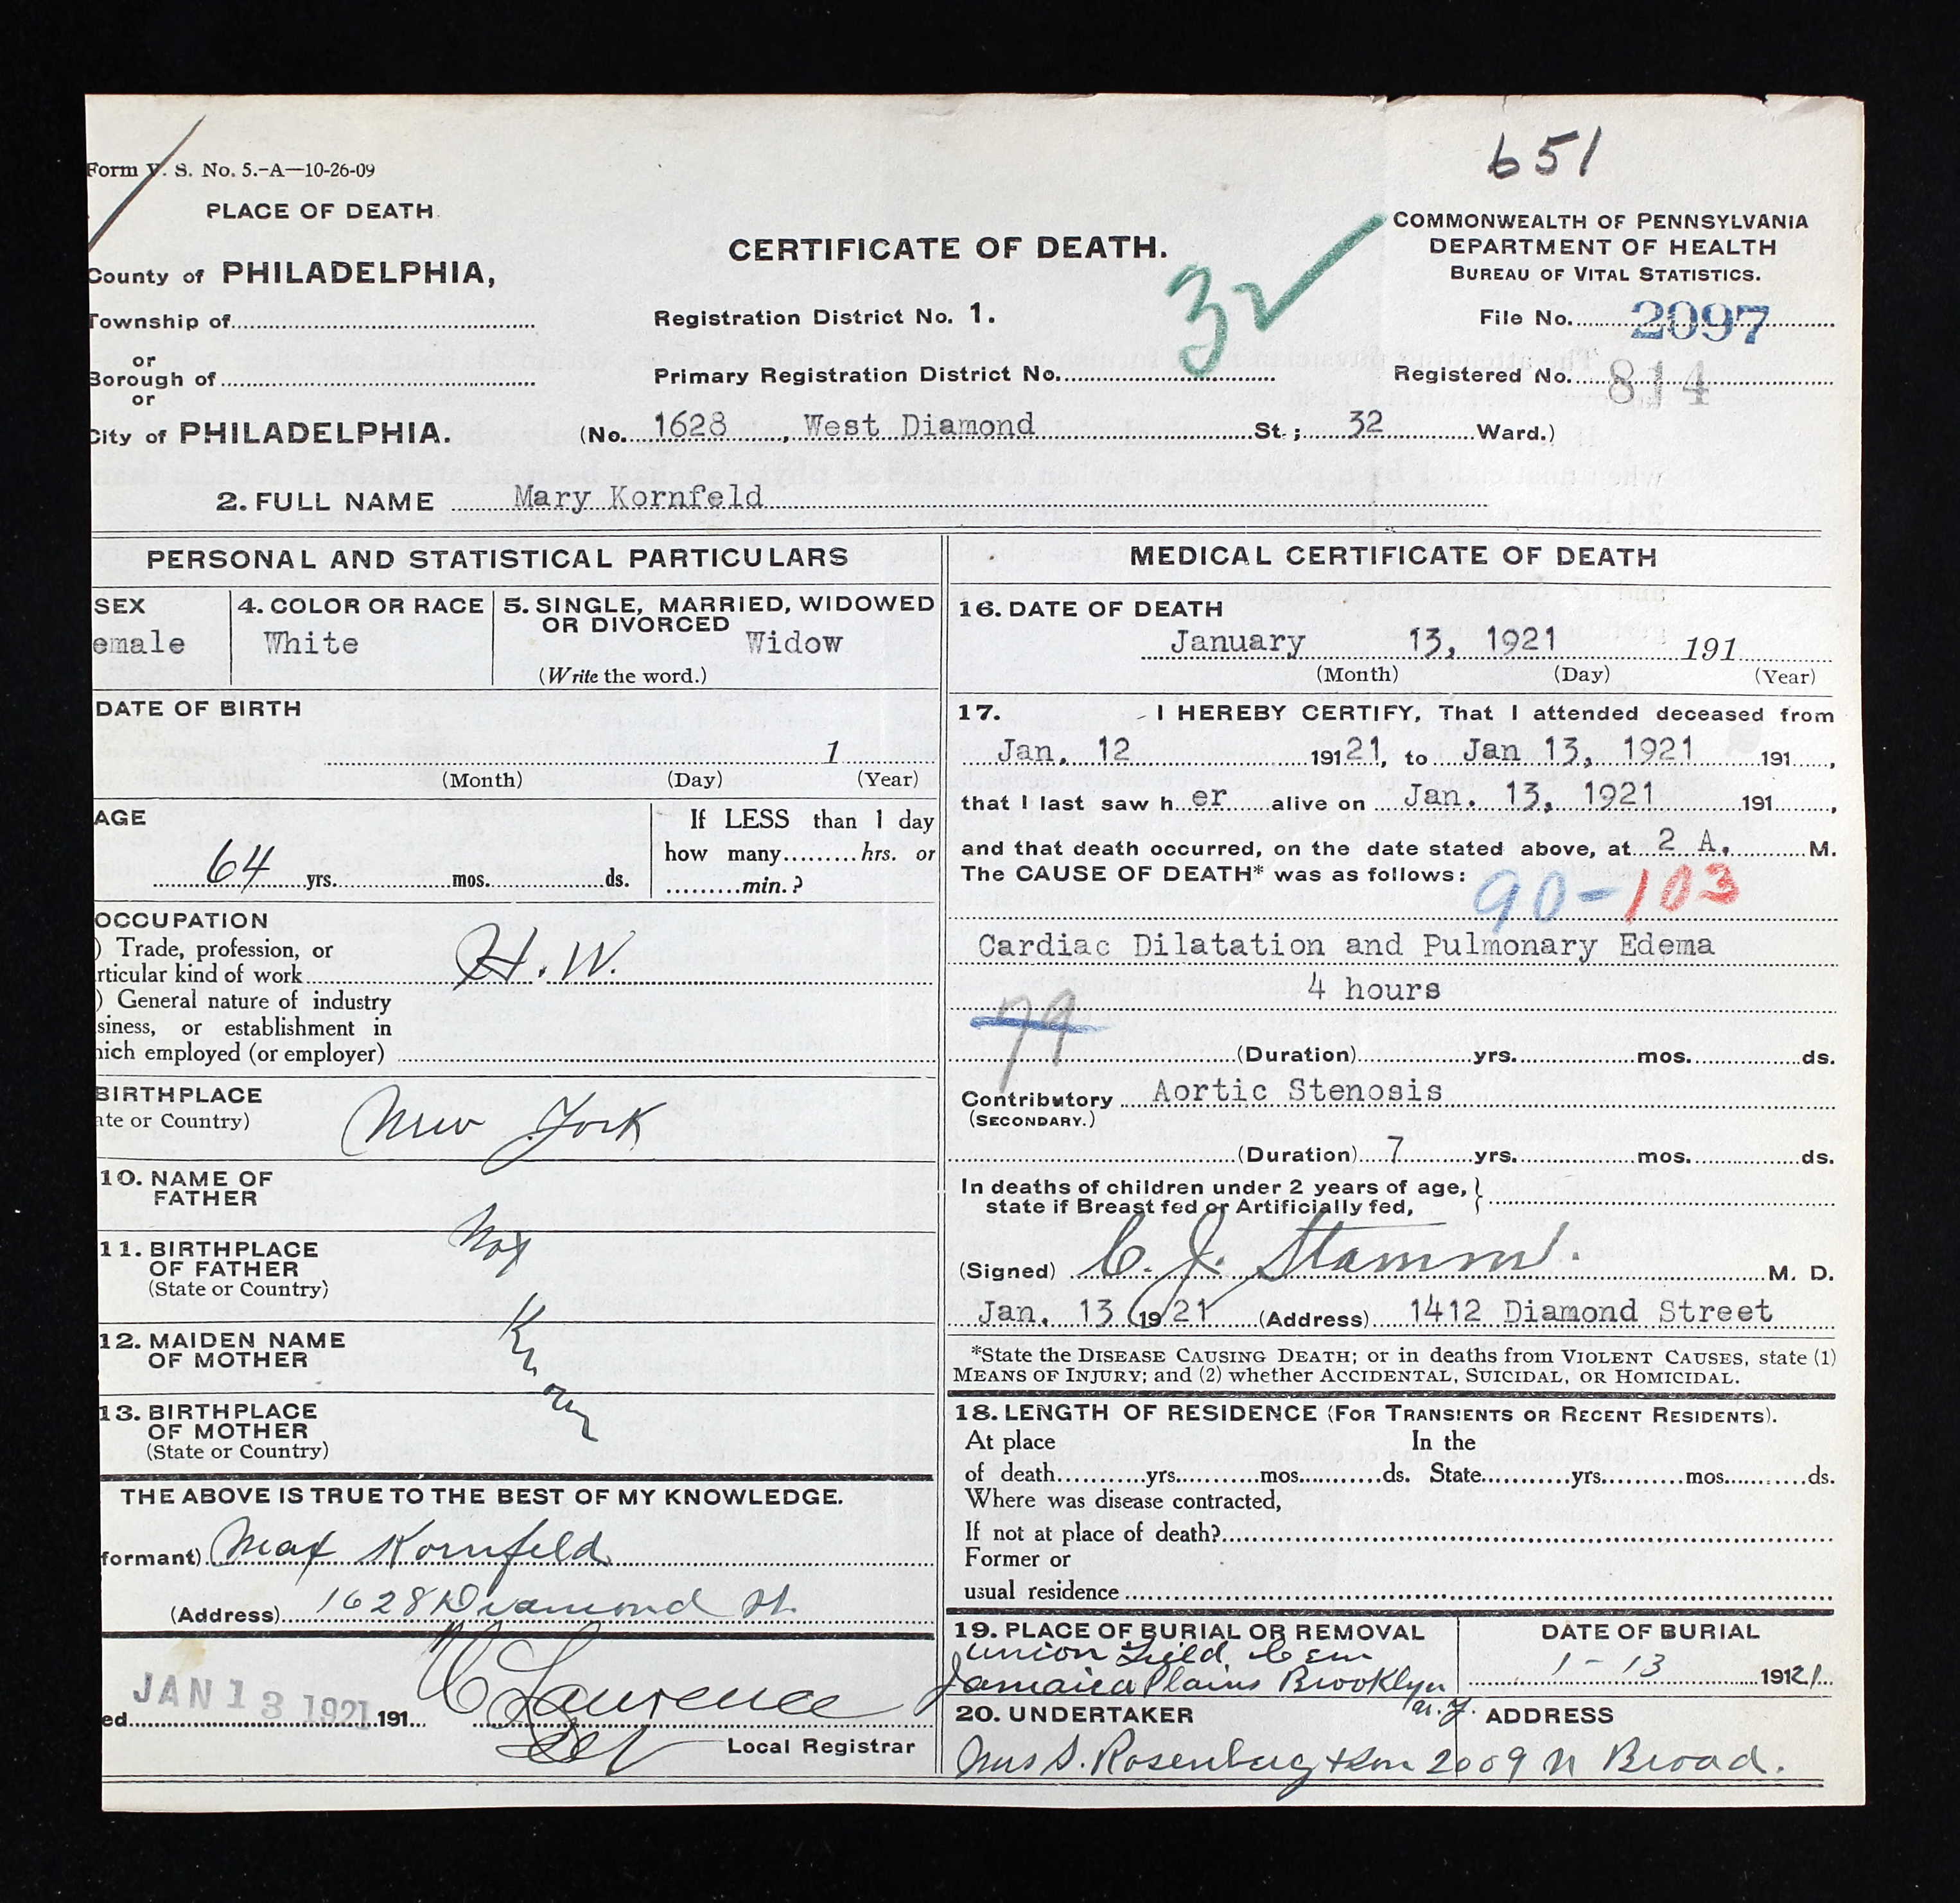 651
Form V. S. No. 5.-A—10-26-09
PLACE OF DEATH.
COMMONWEALTH OF PENNSYLVANIA
DEPARTMENT OF HEALTH
BUREAU OF VITAL STATISTICS.
CERTIFICATE OF DEATH.
32
County of PHILADELPHIA,
Township of
Registration District No. 1.
File No. 2097
or
Borough of
Primary Registration District No.
Registered No. 814
or
City of PHILADELPHIA.
(No. 1628, West Diamond St.; 32 Ward.)
2. FULL NAME Mary Kornfeld
PERSONAL AND STATISTICAL PARTICULARS
SEX
emale
4. COLOR OR RACE
White
5. SINGLE, MARRIED, WIDOWED
OR DIVORCED Widow
(Write the word.)
DATE OF BIRTH
1
(Month) (Day) (Year)
AGE
64 yrs. mos. ds.
If LESS than 1 day
how many hrs. or
min.?
OCCUPATION
) Trade, profession, or
rticular kind of work H. W.
) General nature of industry
siness, or establishment in
hich employed (or employer)
BIRTHPLACE
ate or Country) New York
10. NAME OF
FATHER
Not
11. BIRTHPLACE
OF FATHER
(State or Country)
Known
12. MAIDEN NAME
OF MOTHER
13. BIRTHPLACE
OF MOTHER
(State or Country)
THE ABOVE IS TRUE TO THE BEST OF MY KNOWLEDGE.
formant) Max Kornfeld
(Address) 1628 Diamond St.
JAN 13 1921
ed 191
Lawrence
Local Registrar
MEDICAL CERTIFICATE OF DEATH
16. DATE OF DEATH
January 13, 1921 191
(Month) (Day) (Year)
17. I HEREBY CERTIFY, That I attended deceased from
Jan. 12 19121, to Jan 13, 1921 191 ,
that I last saw her alive on Jan. 13, 1921 191 ,
and that death occurred, on the date stated above, at 2 A. M.
The CAUSE OF DEATH* was as follows:
90-103
Cardiac Dilatation and Pulmonary Edema
4 hours
79
(Duration) yrs. mos. ds.
Contributory Aortic Stenosis
(SECONDARY.)
(Duration) 7 yrs. mos. ds.
In deaths of children under 2 years of age,
state if Breast fed or Artificially fed,
(Signed) C. J. Stamm. M. D.
Jan. 13 1921 (Address) 1412 Diamond Street
*State the DISEASE CAUSING DEATH; or in deaths from VIOLENT CAUSES, state (1)
MEANS OF INJURY; and (2) whether ACCIDENTAL, SUICIDAL, OR HOMICIDAL.
18. LENGTH OF RESIDENCE (FOR TRANSIENTS OR RECENT RESIDENTS).
At place In the
of death yrs. mos. ds. State yrs. mos. ds.
Where was disease contracted,
If not at place of death?
Former or
usual residence
19. PLACE OF BURIAL OR REMOVAL
Union Field Cem
Jamaica Plains Brooklyn
N.Y.
DATE OF BURIAL
1-13 19121
20. UNDERTAKER ADDRESS
Mrs S. Rosenberg & Son 2009 N Broad.